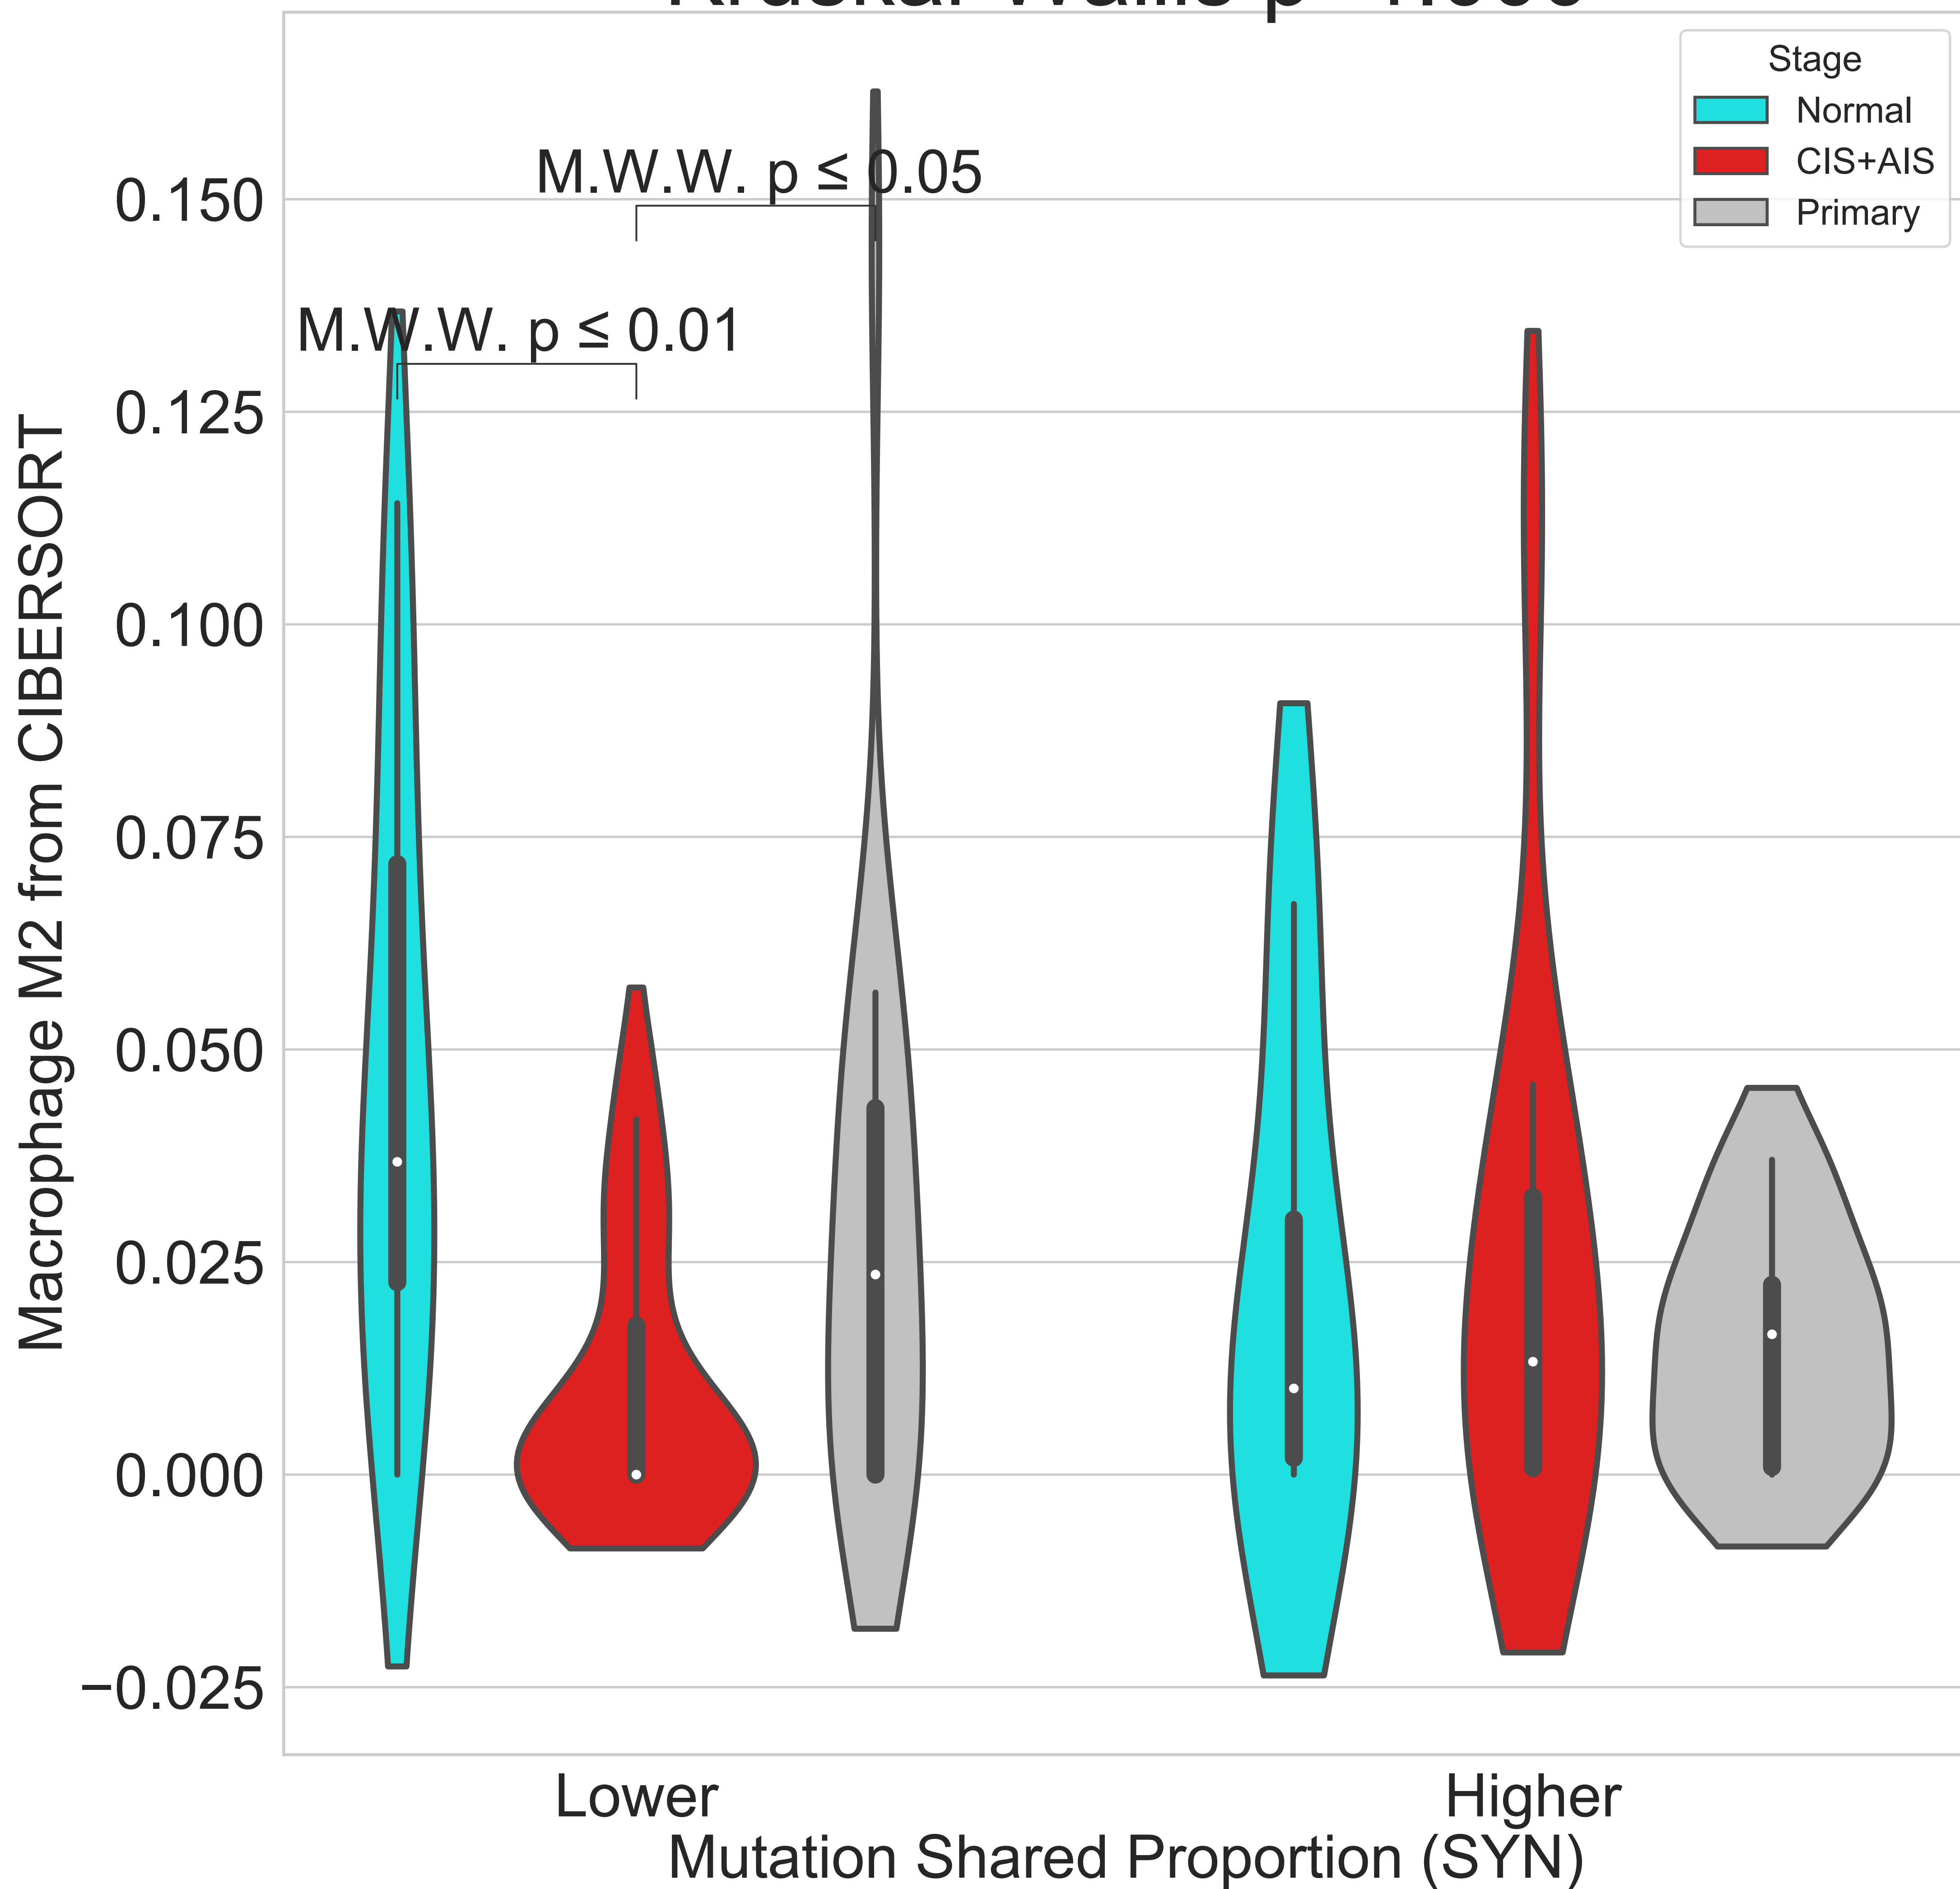 Stage
Normal
CIS+AIS
Primary
M.W.W. p ≤ 0.05
M.W.W. p ≤ 0.01
0.150
0.125
0.100
0.075
0.050
0.025
0.000
−0.025
Macrophage M2 from CIBERSORT
Lower
Higher
Mutation Shared Proportion (SYN)